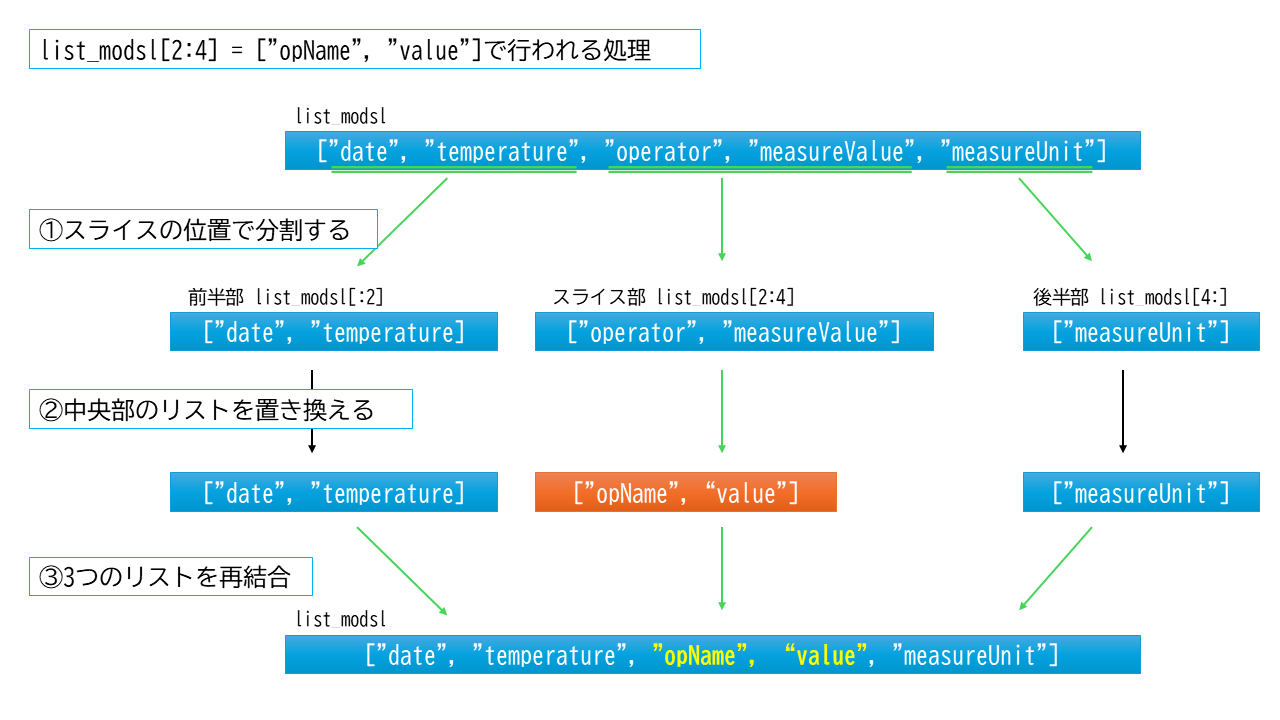 list_modsl[2:4] = [”opName”, ”value”]で行われる処理
list_modsl
[”date”, ”temperature”, ”operator”, ”measureValue”, ”measureUnit”]
①スライスの位置で分割する
前半部 list_modsl[:2]
スライス部 list_modsl[2:4]
後半部 list_modsl[4:]
[”date”, ”temperature]
[”operator”, ”measureValue”]
[”measureUnit”]
②中央部のリストを置き換える
[”date”, ”temperature]
[”opName”, “value”]
[”measureUnit”]
③3つのリストを再結合
list_modsl
[”date”, ”temperature”, ”opName”, “value”, ”measureUnit”]